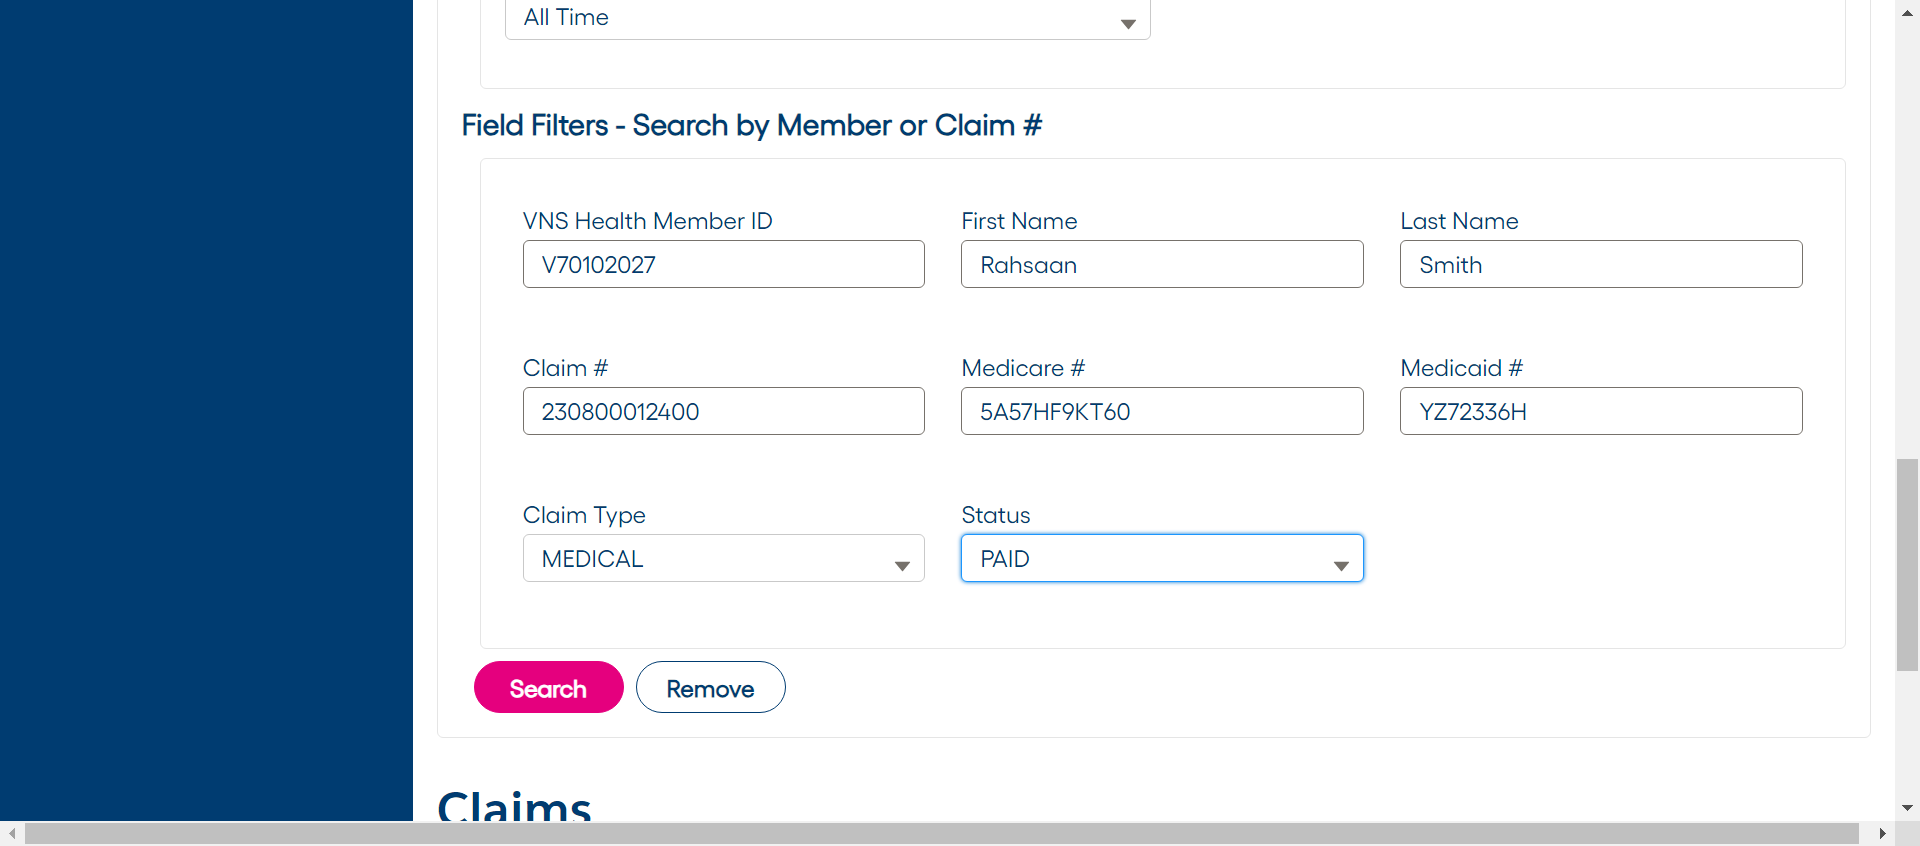 All Time
Field Filters - Search by Member or Claim #
VNS Health Member ID
First Name
Last Name
V70102027
Rahsaan
Smith
Claim #
Medicare #
Medicaid #
230800012400
5A57HF9KT60
YZ72336H
Claim Type
Status
MEDICAL
PAID
Search
Remove
Claims